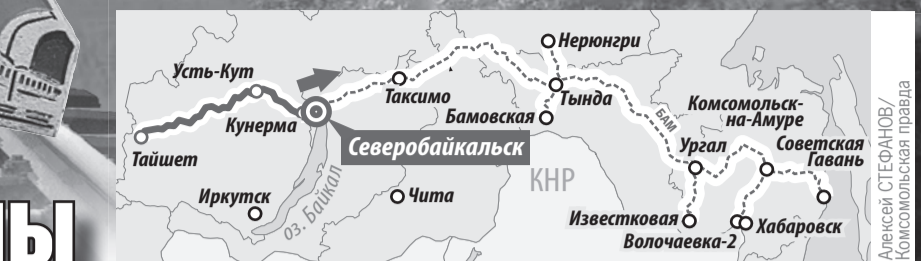 НЫ
Нерюнгри
Усть-Кут
Таксимо
Тында
Кунерма
Бамовская
БАМ
Комсомольск-
на-Амуре
Тайшет
Северобайкальск
Ургал
Советская
Гавань
КНР
Иркутск
оз. Байкал
Чита
Известковая
Хабаровск
Волочаевка-2
Алексей СТЕФАНОВ/
Комсомольская правда